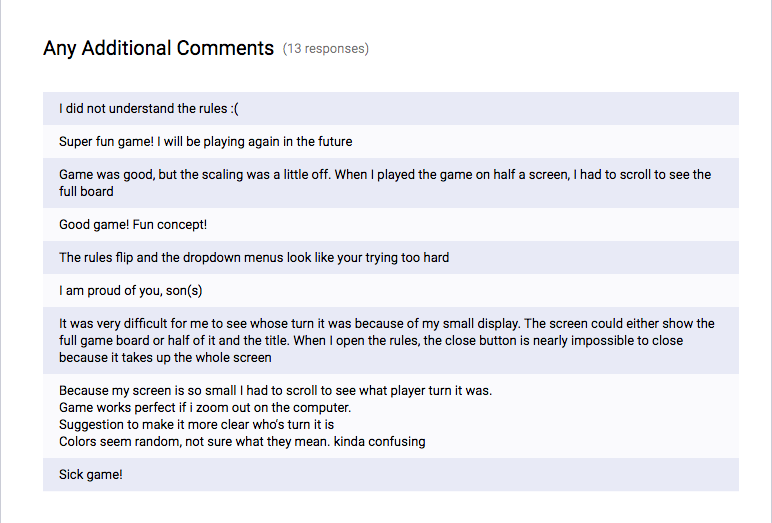 Any Additional Comments (13 responses)
I did not understand the rules :(
Super fun game! I will be playing again in the future
Game was good, but the scaling was a little off. When I played the game on half a screen, I had to scroll to see the
full board
Good game! Fun concept!
The rules flip and the dropdown menus look like your trying too hard
I am proud of you, son(s)
It was very difficult for me to see whose turn it was because of my small display. The screen could either show the
full game board or half of it and the title. When I open the rules, the close button is nearly impossible to close
because it takes up the whole screen
Because my screen is so small I had to scroll to see what player turn it was.
Game works perfect if i zoom out on the computer.
Suggestion to make it more clear who's turn it is
Colors seem random, not sure what they mean. kinda confusing
Sick game!